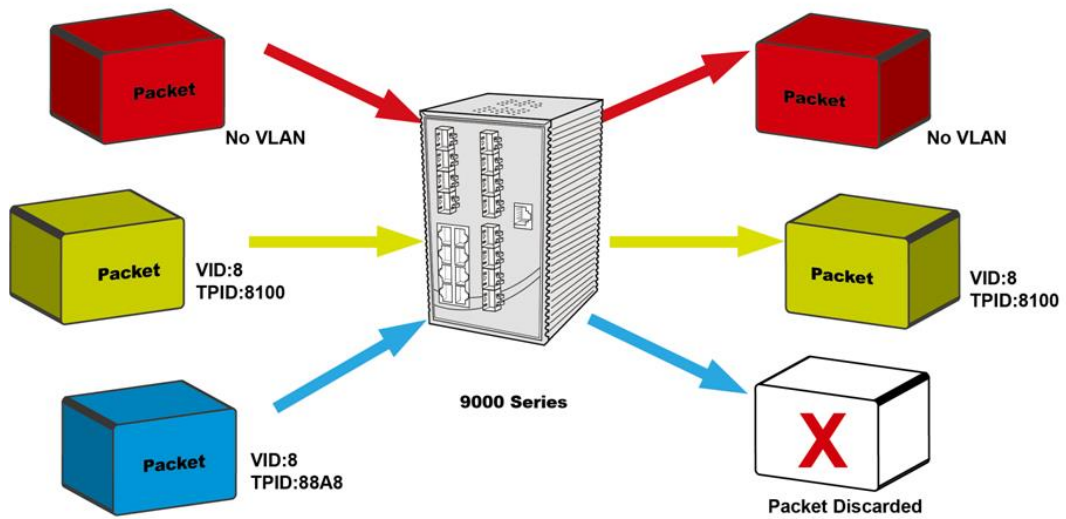 Packet
No VLAN
Packet
No VLAN
Packet
VID:8
TPID:8100
Packet
VID:8
TPID:8100
9000 Series
Packet
VID:8
TPID:88A8
X
Packet Discarded